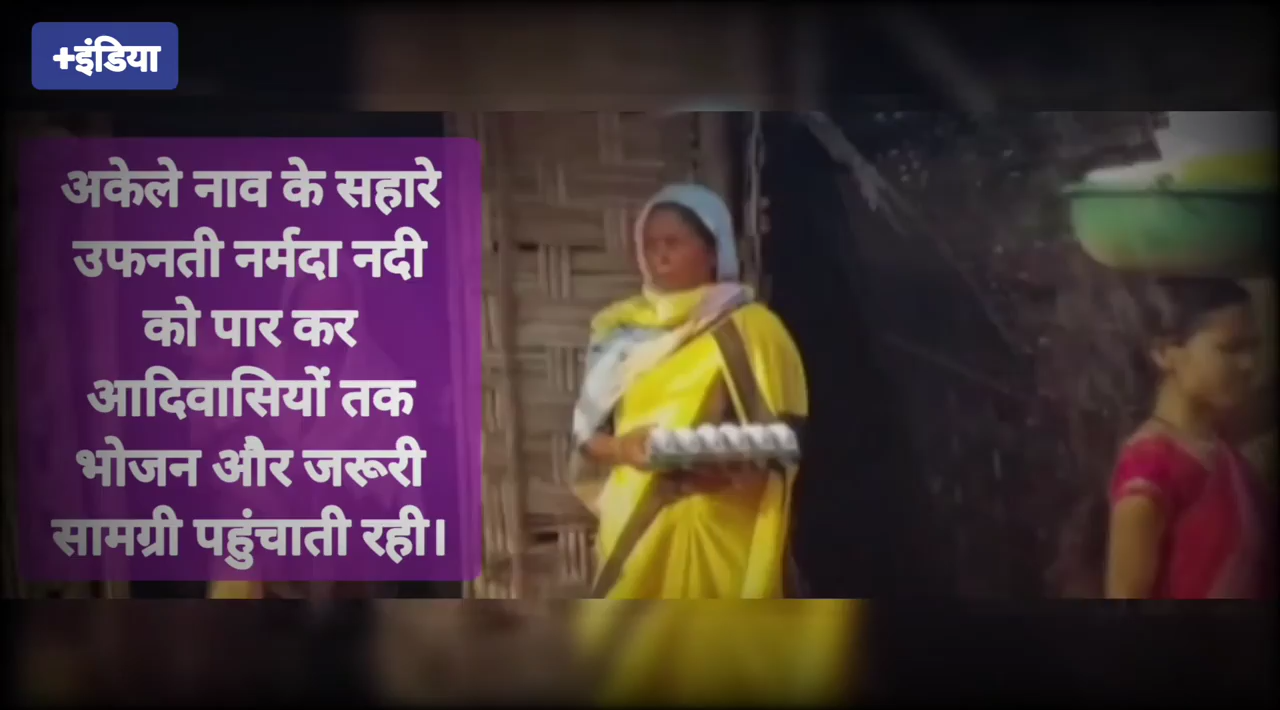 +इंडिया
अकेले नाव के सहारे
उफनती नर्मदा नदी
को पार कर
आदिवासियों तक
भोजन और जरूरी
सामग्री पहुंचाती रही।